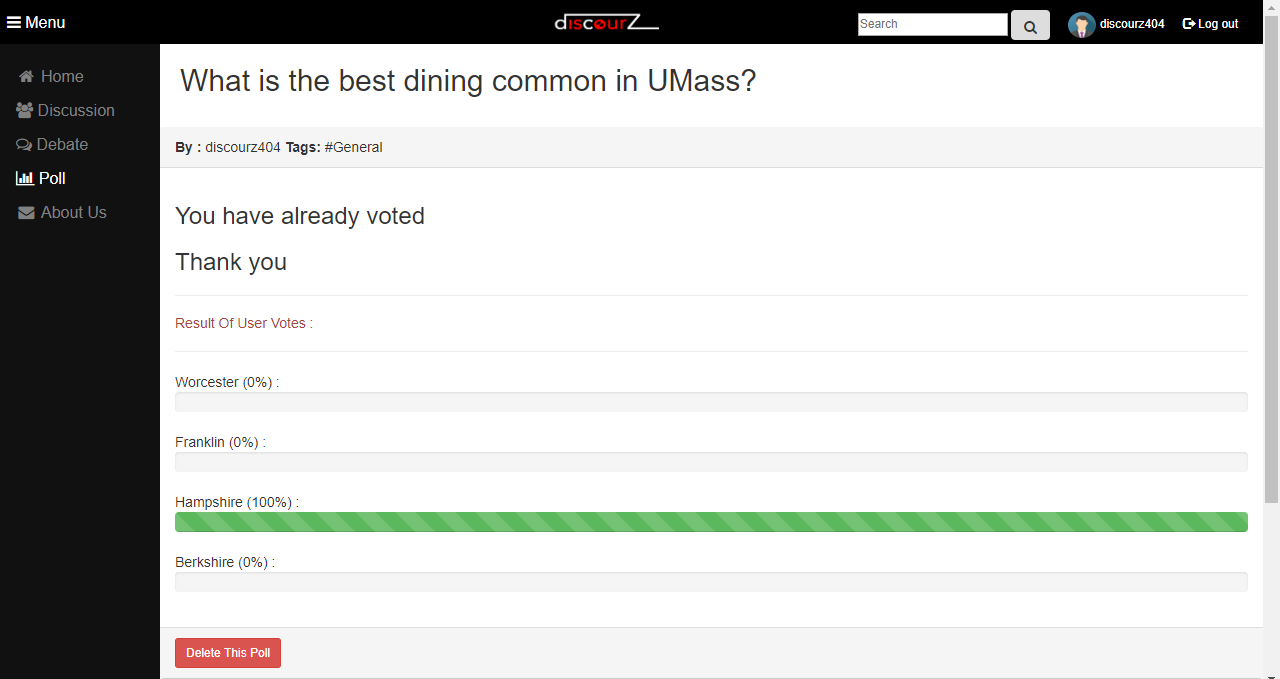 Menu
discourZ
Search
discourz404
Log out
Home
Discussion
Debate
Poll
About Us
What is the best dining common in UMass?
By : discourz404 Tags: #General
You have already voted
Thank you
Result Of User Votes :
Worcester (0%) :
Franklin (0%) :
Hampshire (100%) :
Berkshire (0%) :
Delete This Poll